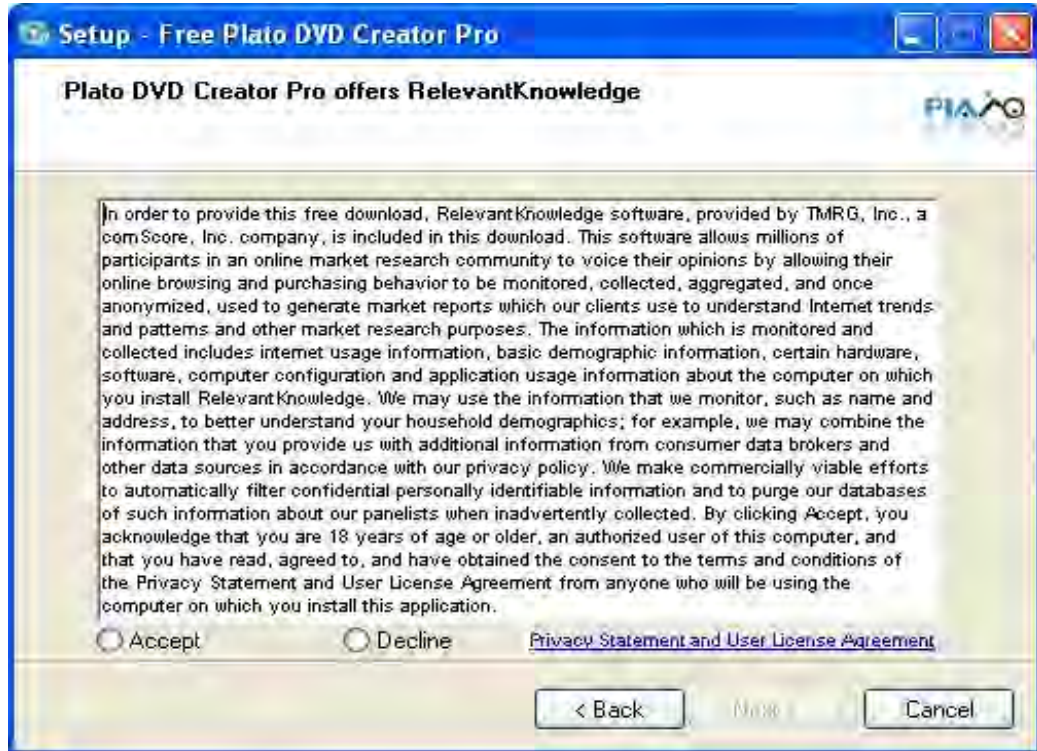 Setup - Free Plato DVD Creator Pro
Plato DVD Creator Pro offers RelevantKnowledge
PLATO
In order to provide this free download, RelevantKnowledge software, provided by TMRG, Inc., a
comScore, Inc. company, is included in this download. This software allows millions of
participants in an online market research community to voice their opinions by allowing their
online browsing and purchasing behavior to be monitored, collected, aggregated, and once
anonymized, used to generate market reports which our clients use to understand Internet trends
and patterns and other market research purposes. The information which is monitored and
collected includes internet usage information, basic demographic information, certain hardware,
software, computer configuration and application usage information about the computer on which
you install RelevantKnowledge. We may use the information that we monitor, such as name and
address, to better understand your household demographics; for example, we may combine the
information that you provide us with additional information from consumer data brokers and
other data sources in accordance with our privacy policy. We make commercially viable efforts
to automatically filter confidential personally identifiable information and to purge our databases
of such information about our panelists when inadvertently collected. By clicking Accept, you
acknowledge that you are 18 years of age or older, an authorized user of this computer, and
that you have read, agreed to, and have obtained the consent to the terms and conditions of
the Privacy Statement and User License Agreement from anyone who will be using the
computer on which you install this application.
Accept Decline Privacy Statement and User License Agreement
< Back Next > Cancel